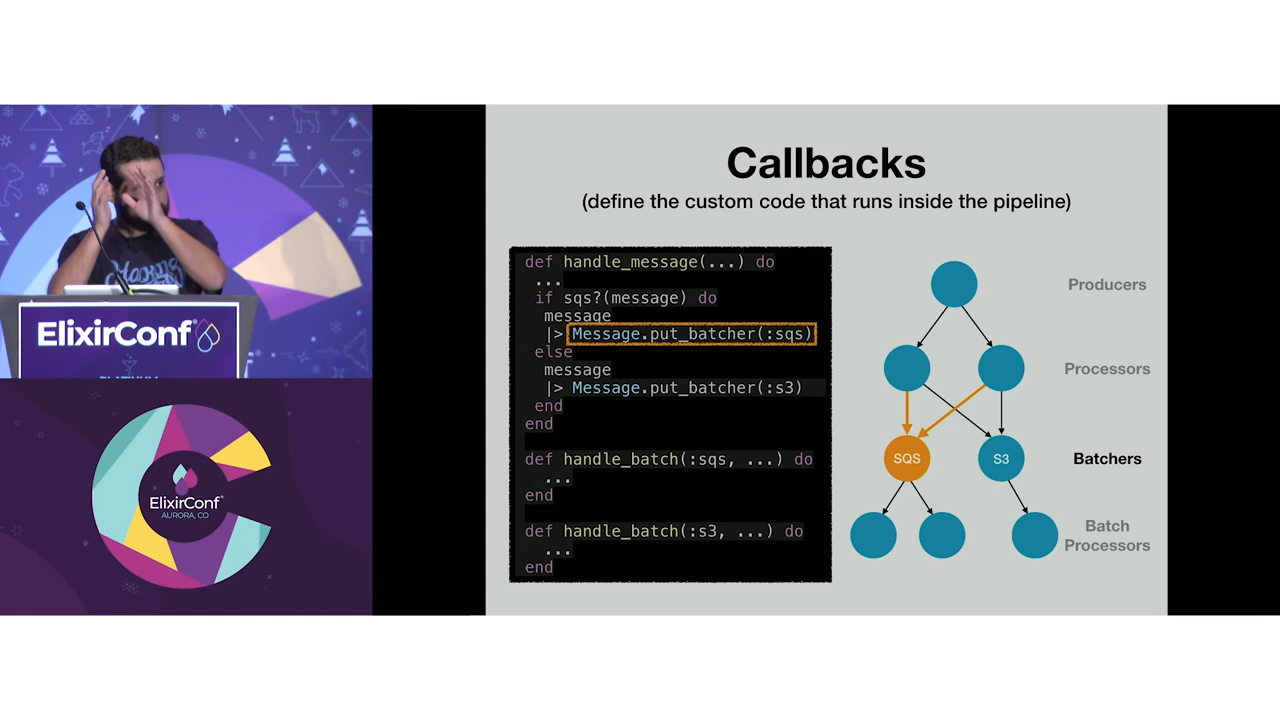 Callbacks
(define the custom code that runs inside the pipeline)
def handle_message(...) do
...
if sqs?(message) do
message
|> Message.put_batcher(:sqs)
else
message
|> Message.put_batcher(:s3)
end
end
def handle_batch(:sqs, ...) do
...
end
def handle_batch(:s3, ...) do
...
end
Producers
Processors
SQS
S3
Batchers
Batch
Processors
ElixirConf
PLATINUM
ElixirConf
AURORA, CO